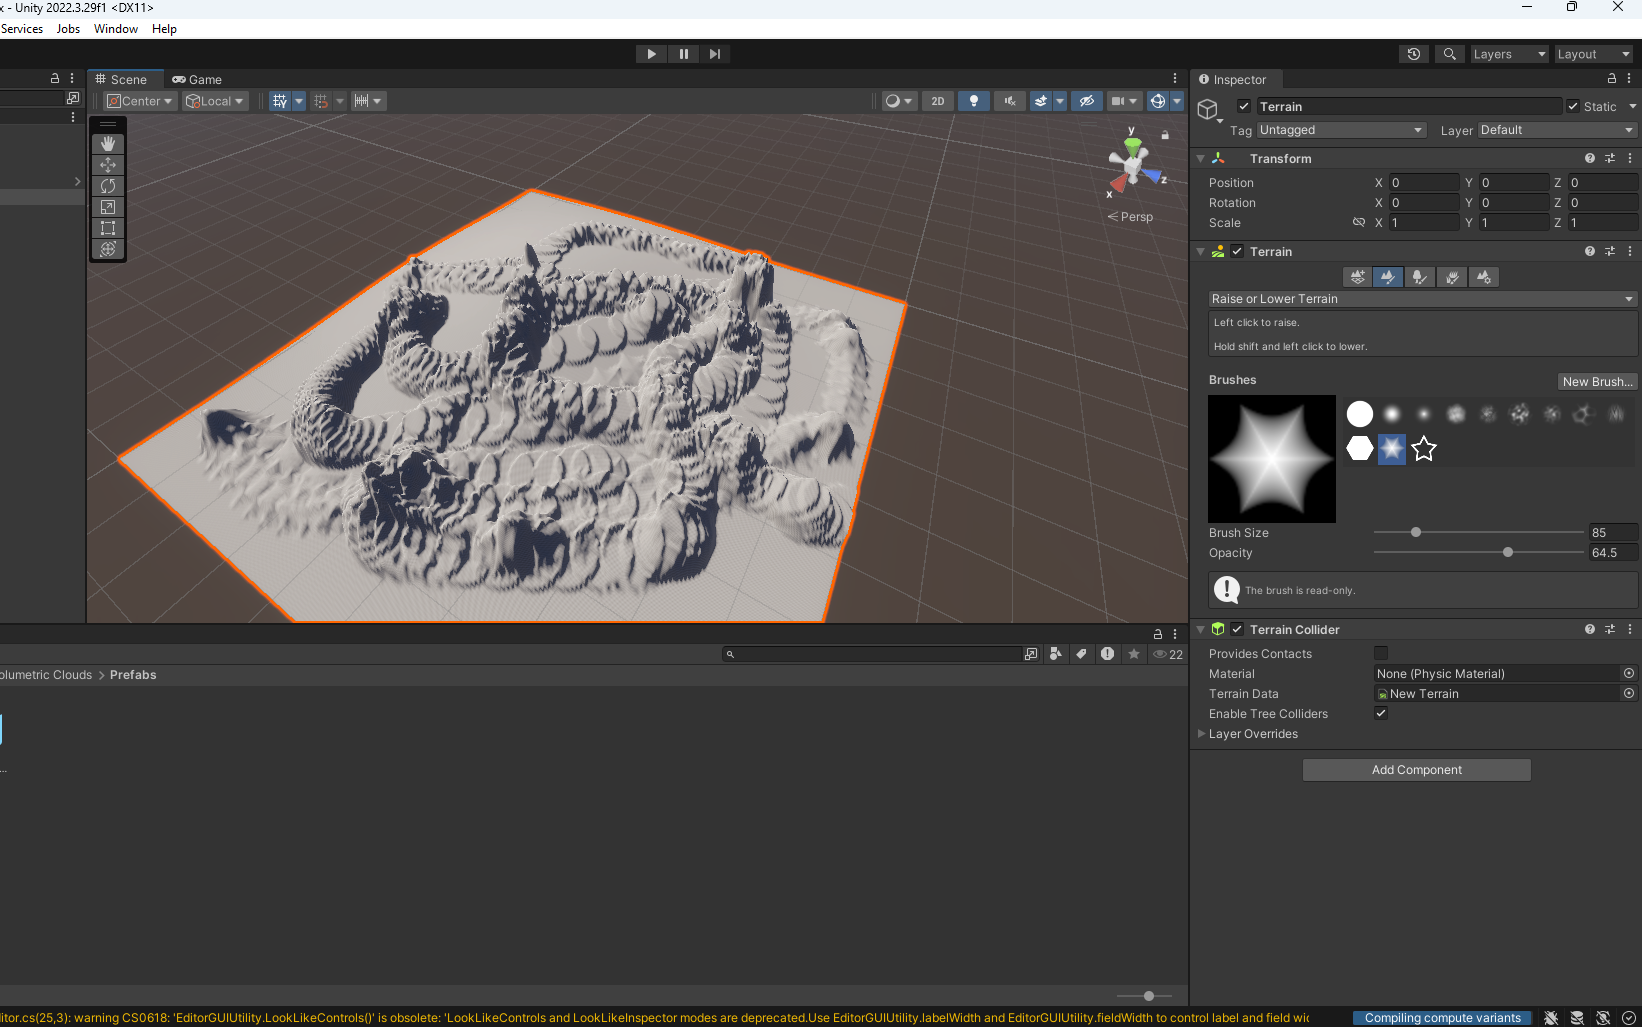 x - Unity 2022.3.29f1 <DX11>
Services Jobs Window Help
Layers Layout
Scene Game
Inspector
Center Local
2D
Terrain Static
Tag Untagged Layer Default
Transform
Position X 0 Y 0 Z 0
Rotation X 0 Y 0 Z 0
Scale X 1 Y 1 Z 1
y
z
x
Persp
Terrain
Raise or Lower Terrain
Left click to raise.
Hold shift and left click to lower.
Brushes New Brush...
Brush Size 85
Opacity 64.5
The brush is read-only.
Terrain Collider
Provides Contacts
Material None (Physic Material)
Terrain Data New Terrain
Enable Tree Colliders
Layer Overrides
Add Component
22
olumetric Clouds > Prefabs
...
itor.cs(25,3): warning CS0618: 'EditorGUIUtility.LookLikeControls()' is obsolete: 'LookLikeControls and LookLikeInspector modes are deprecated.Use EditorGUIUtility.labelWidth and EditorGUIUtility.fieldWidth to control label and field wid
Compiling compute variants